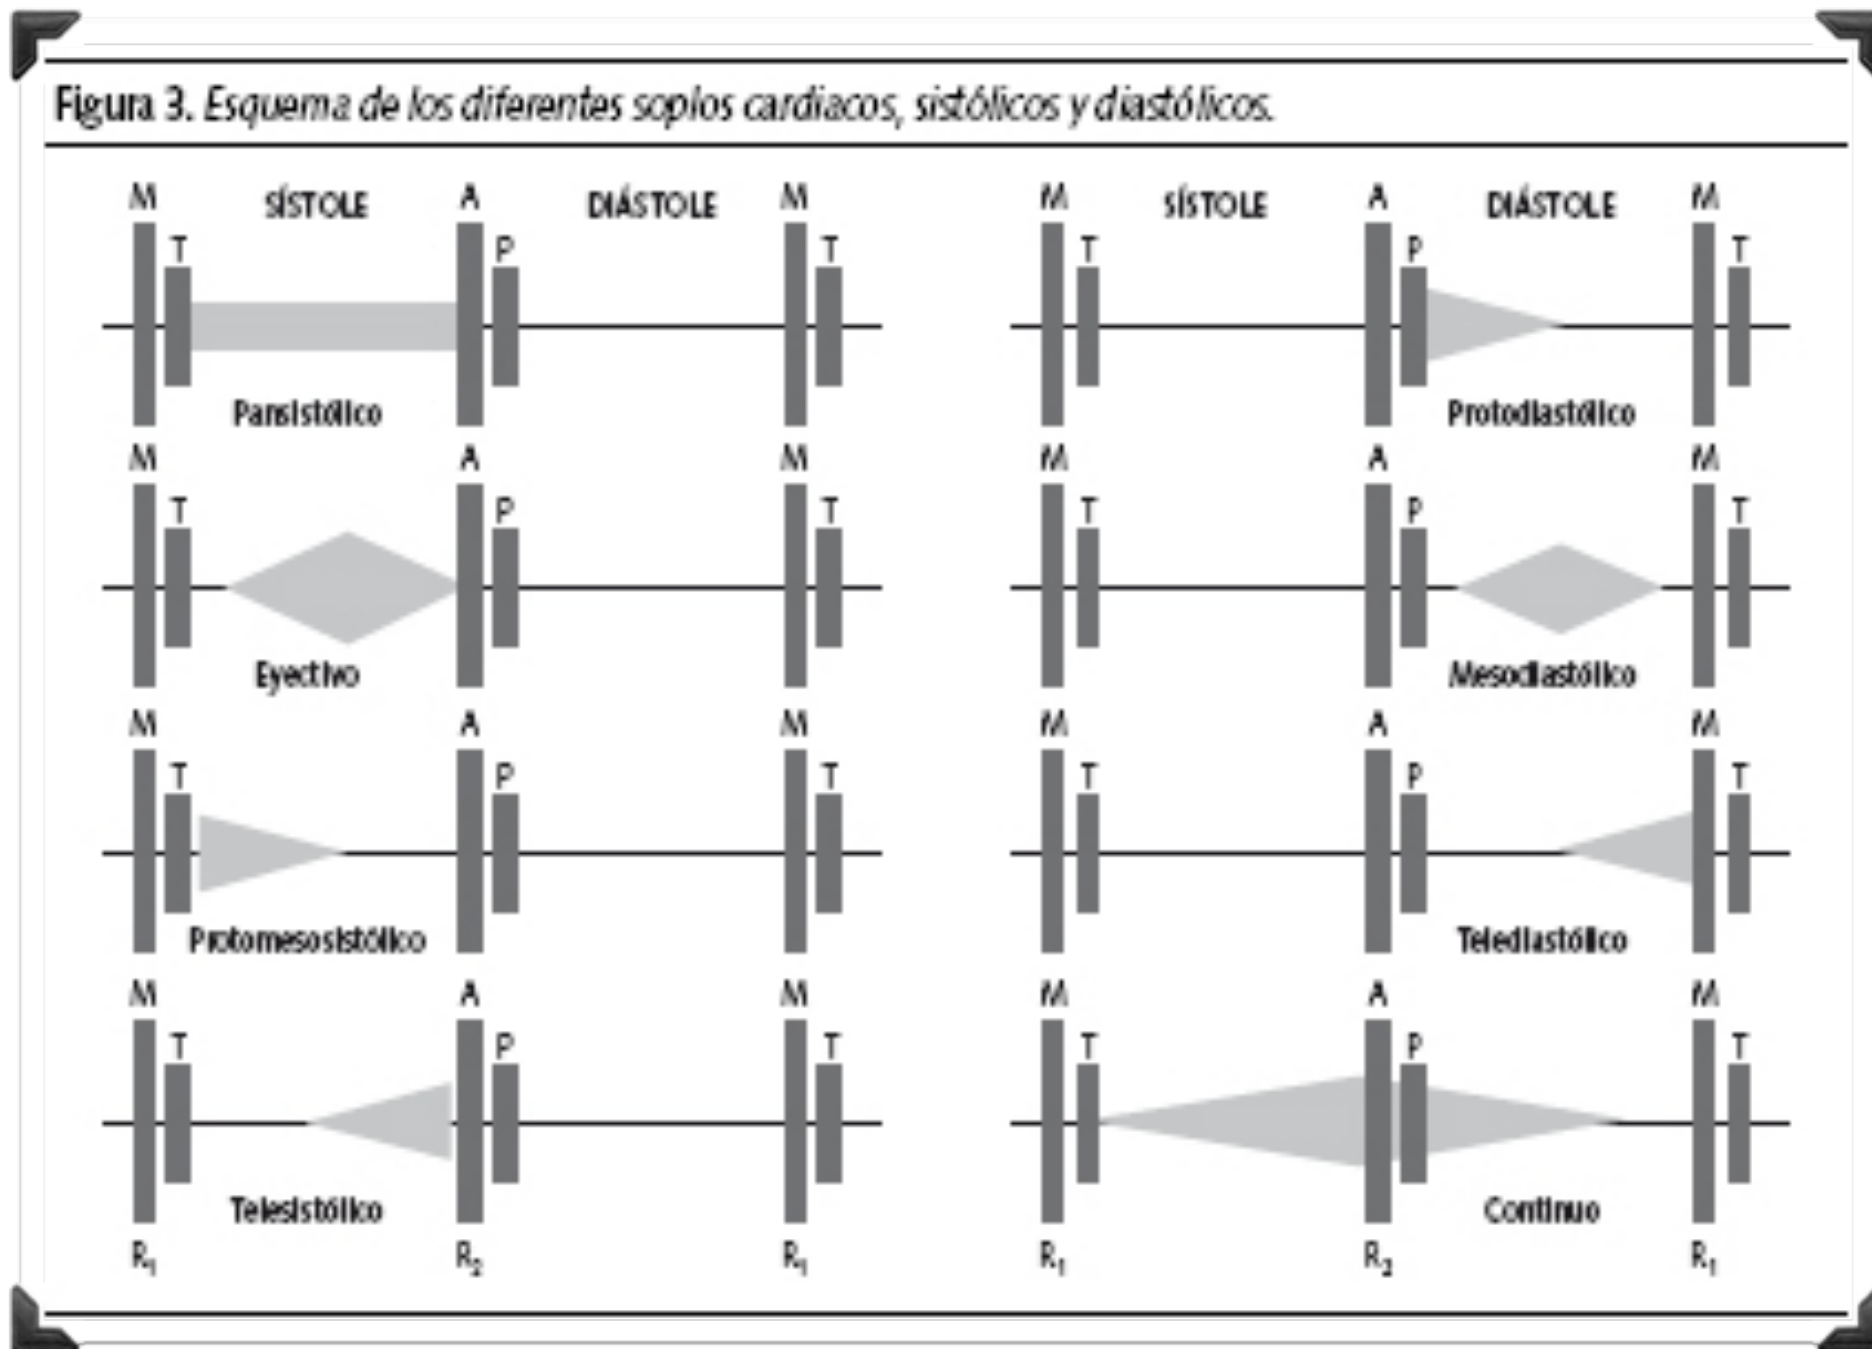 Figura 3. Esquema de los diferentes soplos cardiacos, sistólicos y diastólicos.
M SÍSTOLE A DIÁSTOLE M
T P T
Pansistólico
M SÍSTOLE A DIÁSTOLE M
T P T
Protodiastólico
M A M
T P T
Eyectivo
M A M
T P T
Mesodiastólico
M A M
T P T
Protomesosistólico
M A M
T P T
Telediastólico
M A M
T P T
Telesistólico
R₁ R₂ R₁
M A M
T P T
Continuo
R₁ R₂ R₁